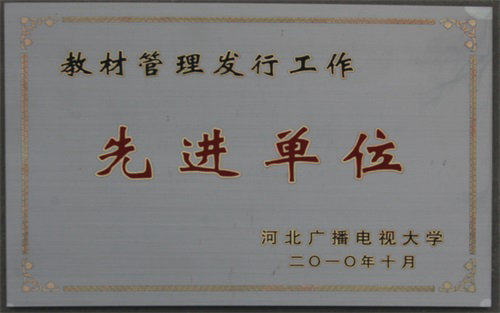 教材管理发行工作
先进单位
河北广播电视大学
二〇一〇年十月